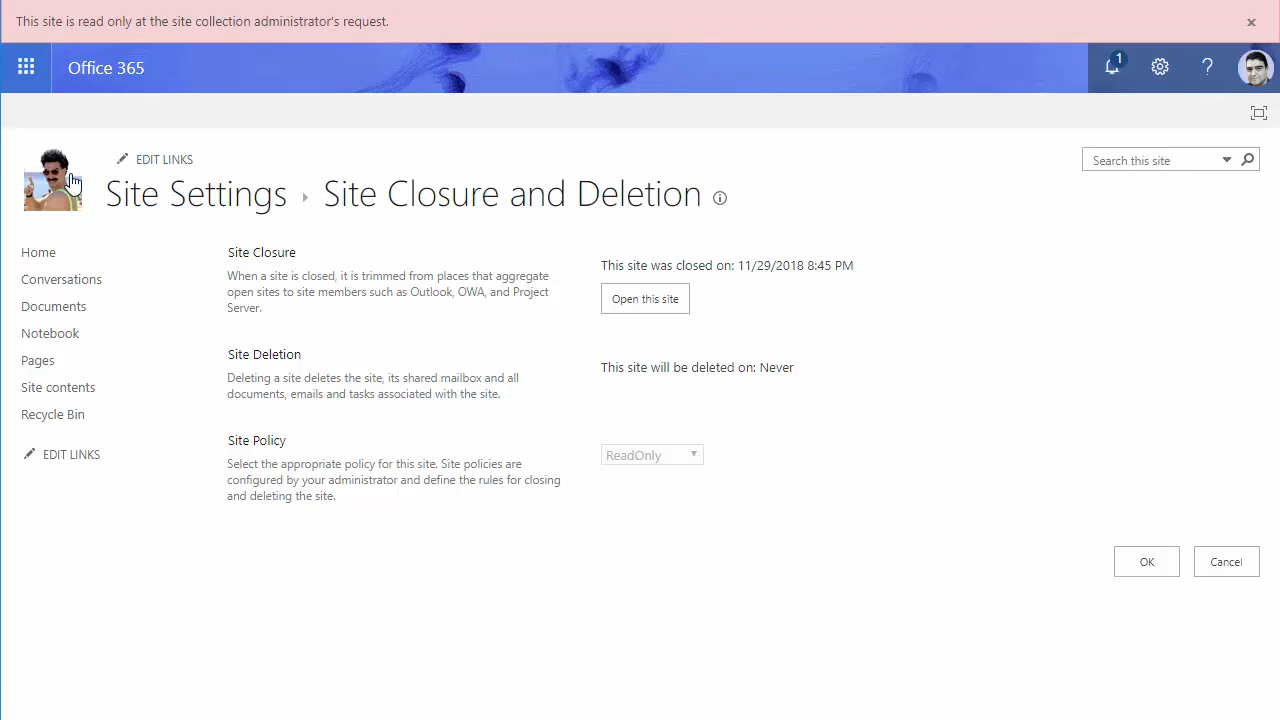 This site is read only at the site collection administrator's request.
Office 365
1
?
EDIT LINKS
Search this site
Site Settings › Site Closure and Deletion
Home
Conversations
Documents
Notebook
Pages
Site contents
Recycle Bin
EDIT LINKS
Site Closure
When a site is closed, it is trimmed from places that aggregate
open sites to site members such as Outlook, OWA, and Project
Server.
This site was closed on: 11/29/2018 8:45 PM
Open this site
Site Deletion
Deleting a site deletes the site, its shared mailbox and all
documents, emails and tasks associated with the site.
This site will be deleted on: Never
Site Policy
Select the appropriate policy for this site. Site policies are
configured by your administrator and define the rules for closing
and deleting the site.
ReadOnly
OK
Cancel